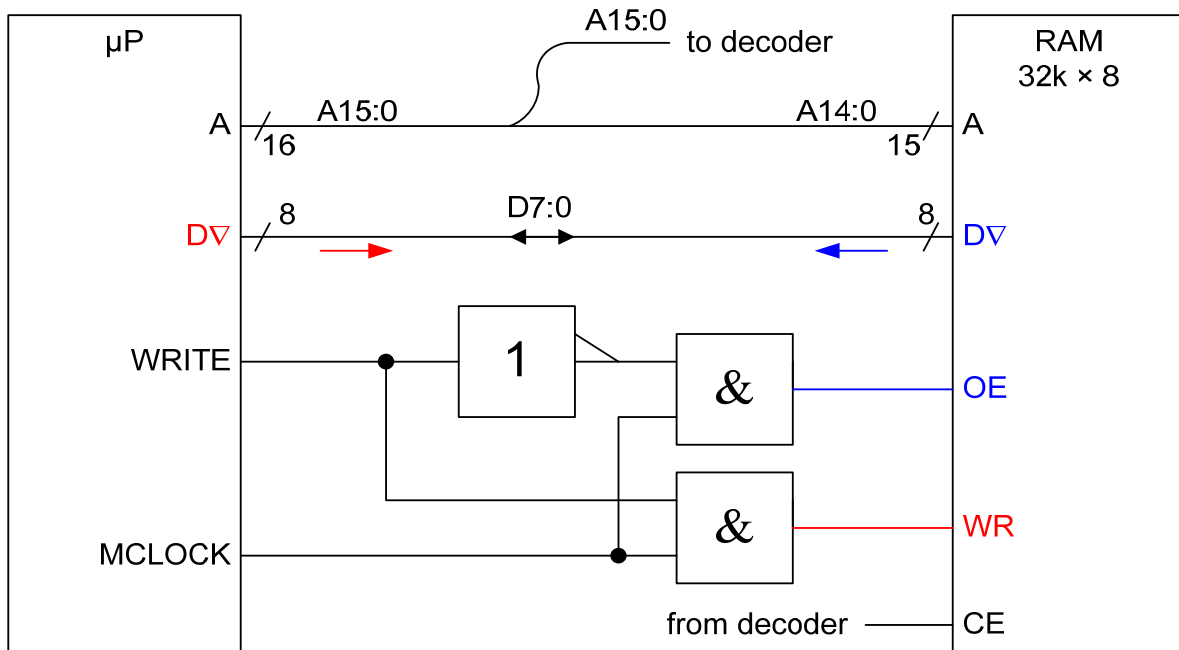 A15:0
to decoder
µP
RAM
32k × 8
A
A15:0
16
A14:0
15
A
D∇
8
D7:0
8
D∇
WRITE
1
&
OE
&
WR
MCLOCK
from decoder
CE